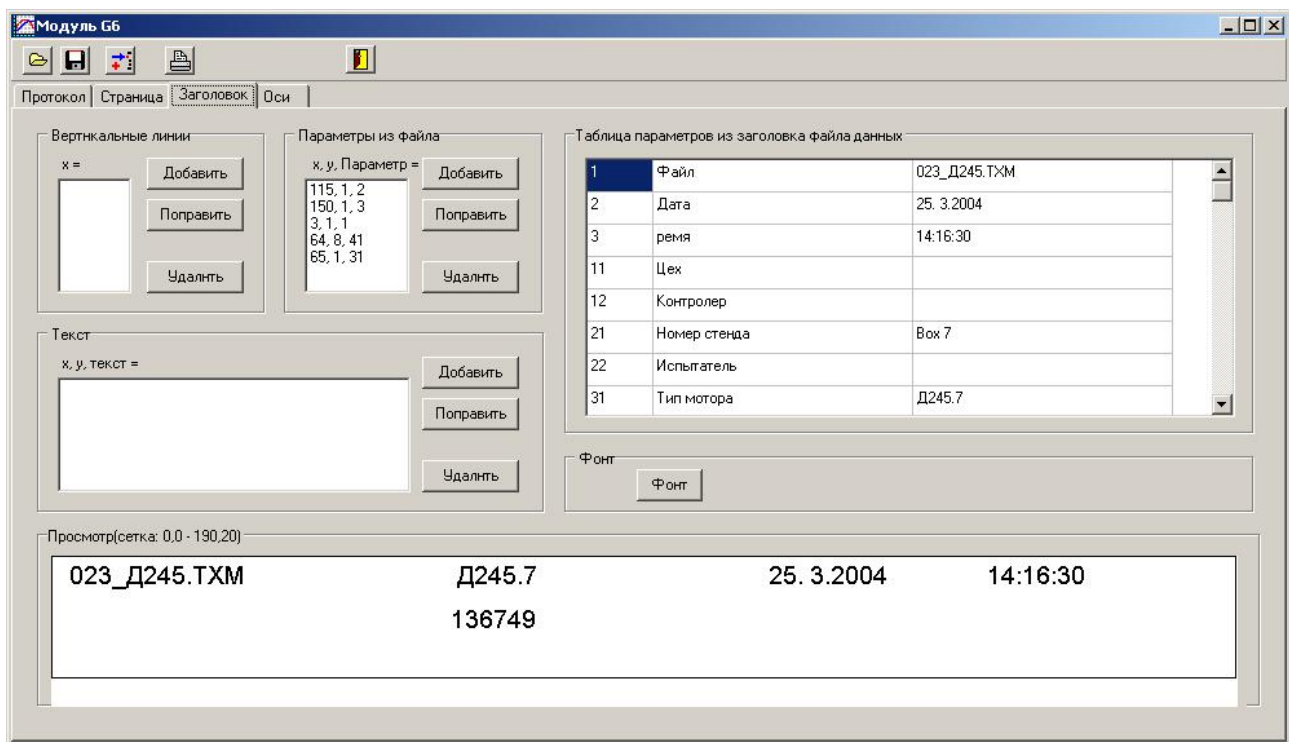 Модуль G6
Протокол Страница Заголовок Оси
Вертнкальные линии
x =
Добавить
Поправить
Удалнть
Параметры из файла
x, y, Параметр =
115, 1, 2
150, 1, 3
3, 1, 1
64, 8, 41
65, 1, 31
Добавить
Поправить
Удалнть
Таблица параметров из заголовка файла данных
1 Файл 023_Д245.ТХМ
2 Дата 25. 3.2004
3 ремя 14:16:30
11 Цех
12 Контролер
21 Номер стенда Box 7
22 Испытатель
31 Тип мотора Д245.7
Текст
x, y, текст =
Добавить
Поправить
Удалнть
Фонт
Фонт
Просмотр(сетка: 0,0 - 190,20)
023_Д245.ТХМ Д245.7 25. 3.2004 14:16:30
136749